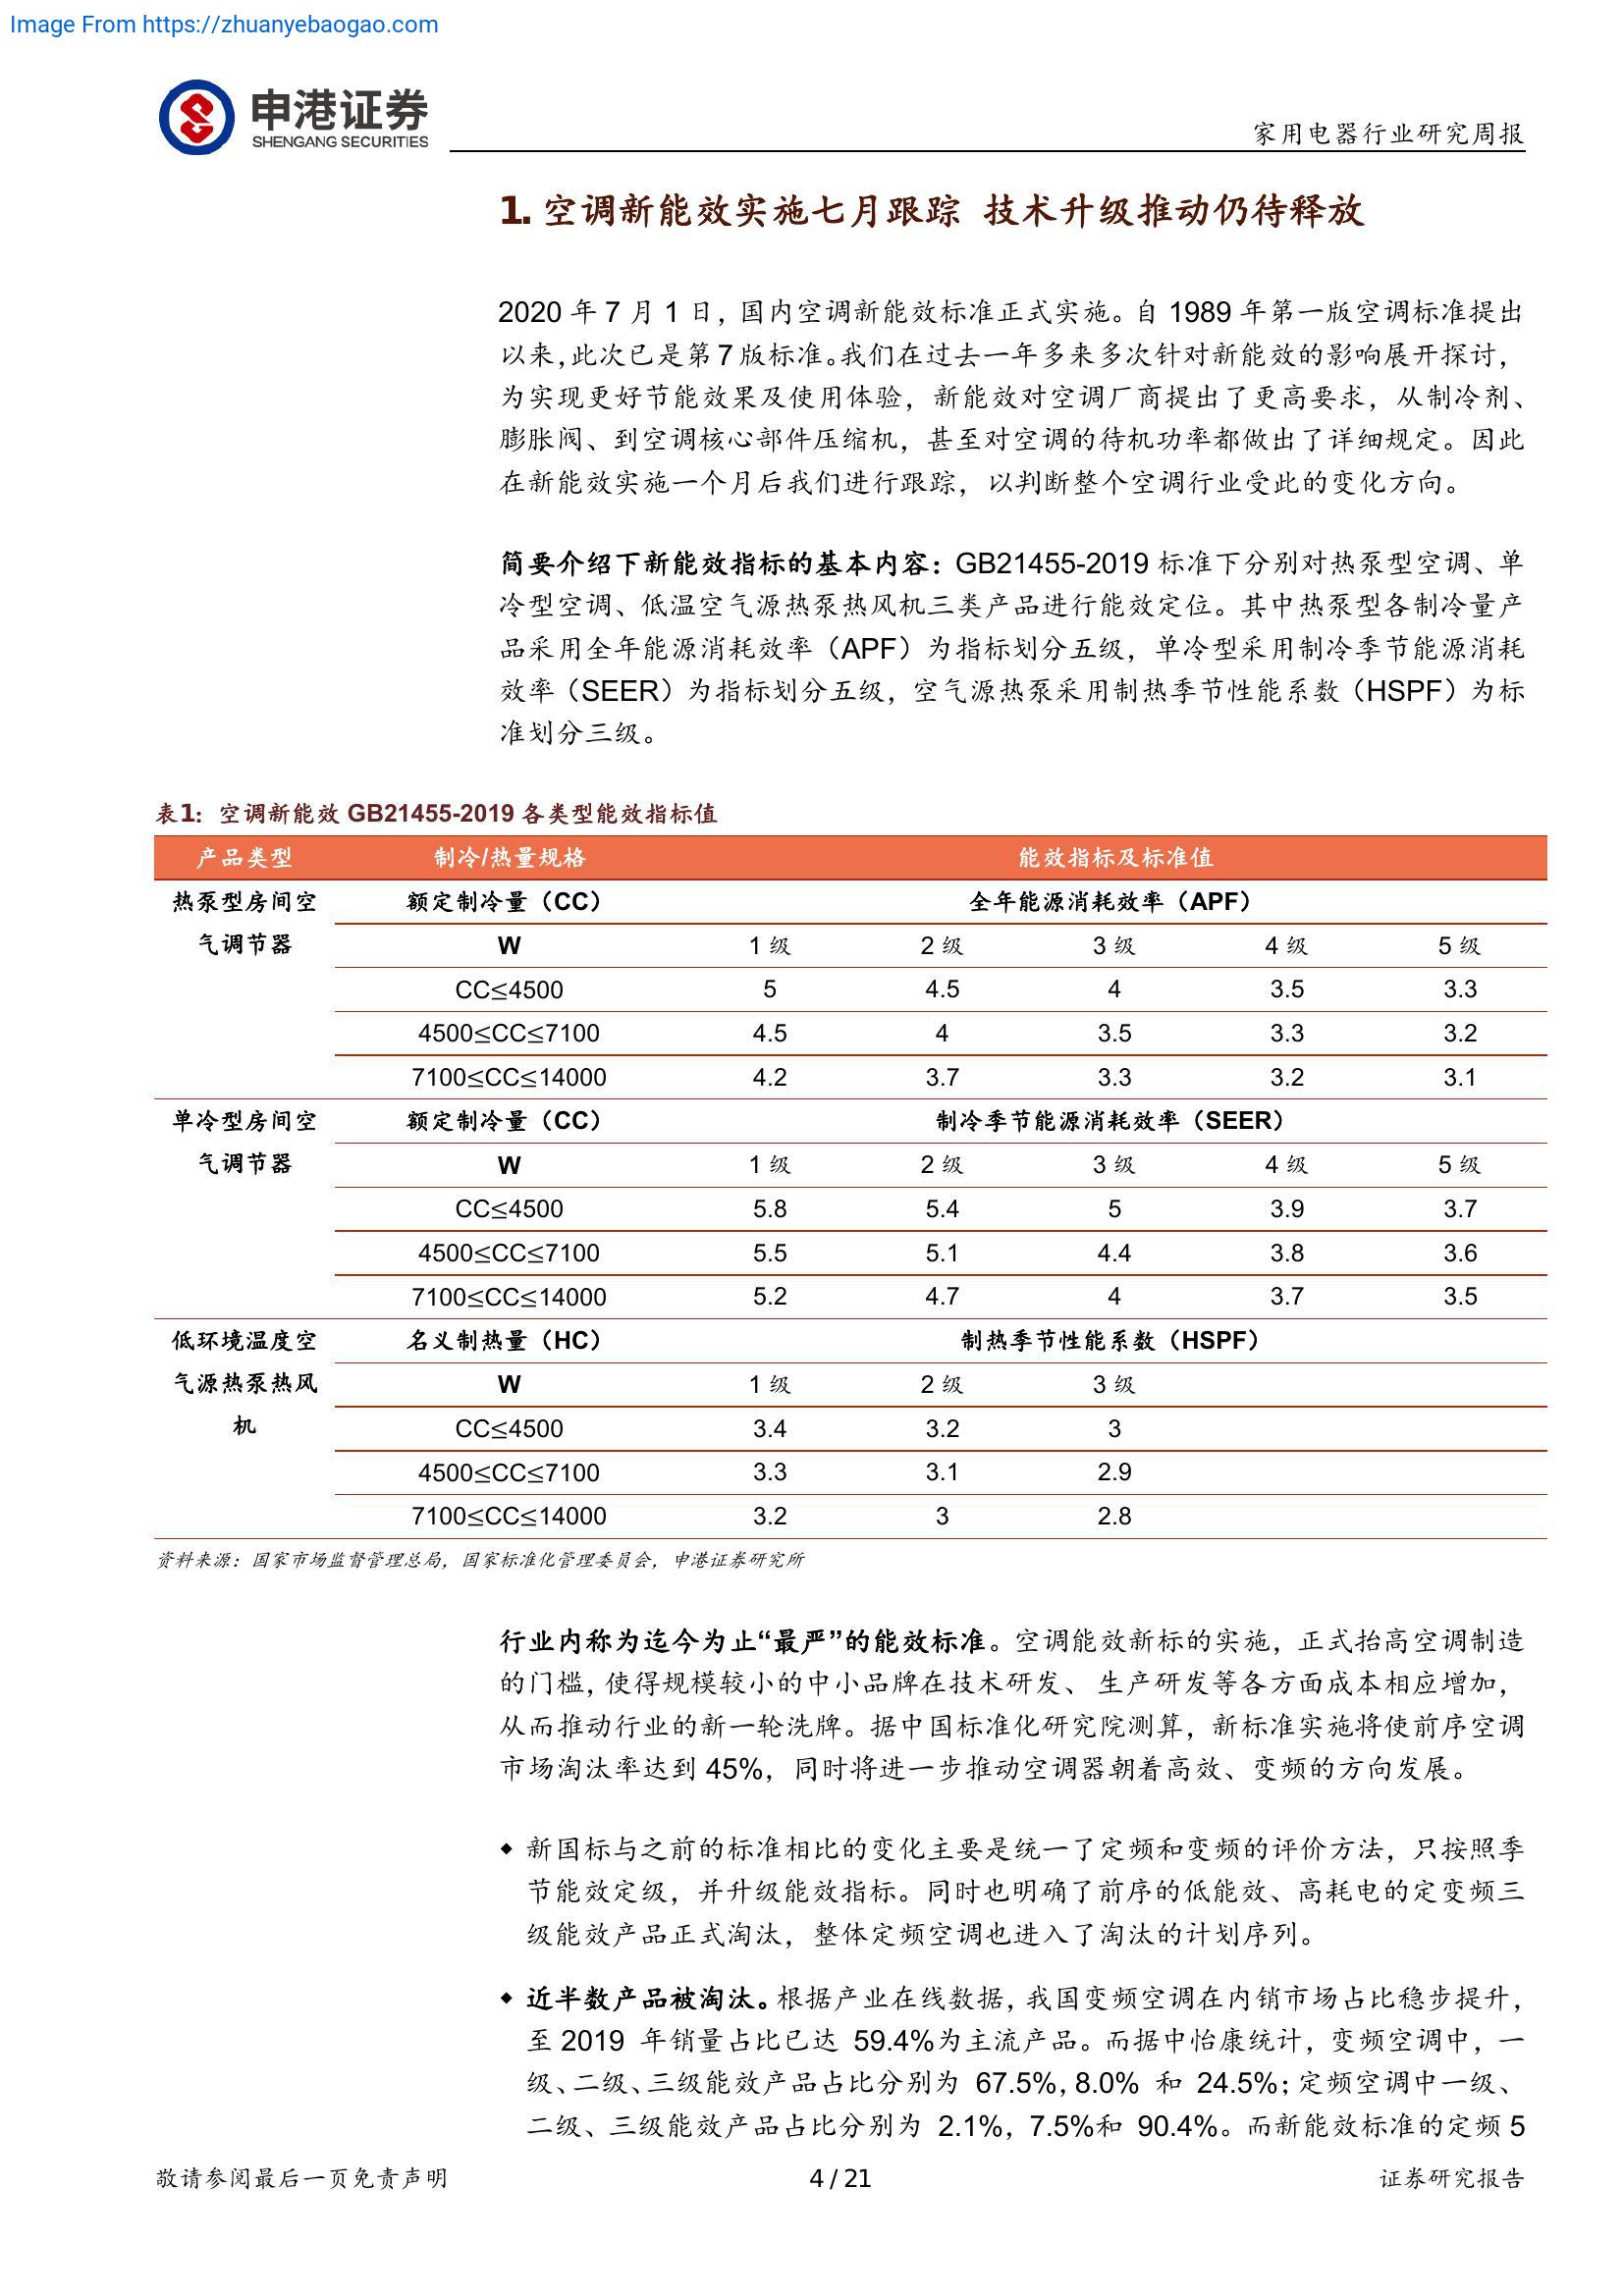 Image From https://zhuanyebaogao.com
申港证券
SHENGANG SECURITIES
家用电器行业研究周报
1. 空调新能效实施七月跟踪 技术升级推动仍待释放
2020 年 7 月 1 日，国内空调新能效标准正式实施。自 1989 年第一版空调标准提出
以来，此次已是第 7 版标准。我们在过去一年多来多次针对新能效的影响展开探讨，
为实现更好节能效果及使用体验，新能效对空调厂商提出了更高要求，从制冷剂、
膨胀阀、到空调核心部件压缩机，甚至对空调的待机功率都做出了详细规定。因此
在新能效实施一个月后我们进行跟踪，以判断整个空调行业受此的变化方向。
简要介绍下新能效指标的基本内容：GB21455-2019 标准下分别对热泵型空调、单
冷型空调、低温空气源热泵热风机三类产品进行能效定位。其中热泵型各制冷量产
品采用全年能源消耗效率（APF）为指标划分五级，单冷型采用制冷季节能源消耗
效率（SEER）为指标划分五级，空气源热泵采用制热季节性能系数（HSPF）为标
准划分三级。
表1：空调新能效 GB21455-2019 各类型能效指标值
产品类型 制冷/热量规格 能效指标及标准值
热泵型房间空 额定制冷量（CC） 全年能源消耗效率（APF）
气调节器 W 1 级 2 级 3 级 4 级 5 级
CC≤4500 5 4.5 4 3.5 3.3
4500≤CC≤7100 4.5 4 3.5 3.3 3.2
7100≤CC≤14000 4.2 3.7 3.3 3.2 3.1
单冷型房间空 额定制冷量（CC） 制冷季节能源消耗效率（SEER）
气调节器 W 1 级 2 级 3 级 4 级 5 级
CC≤4500 5.8 5.4 5 3.9 3.7
4500≤CC≤7100 5.5 5.1 4.4 3.8 3.6
7100≤CC≤14000 5.2 4.7 4 3.7 3.5
低环境温度空 名义制热量（HC） 制热季节性能系数（HSPF）
气源热泵热风 W 1 级 2 级 3 级
机 CC≤4500 3.4 3.2 3
4500≤CC≤7100 3.3 3.1 2.9
7100≤CC≤14000 3.2 3 2.8
资料来源：国家市场监督管理总局，国家标准化管理委员会，申港证券研究所
行业内称为迄今为止“最严”的能效标准。空调能效新标的实施，正式抬高空调制造
的门槛，使得规模较小的中小品牌在技术研发、 生产研发等各方面成本相应增加，
从而推动行业的新一轮洗牌。据中国标准化研究院测算，新标准实施将使前序空调
市场淘汰率达到 45%，同时将进一步推动空调器朝着高效、变频的方向发展。
◆ 新国标与之前的标准相比的变化主要是统一了定频和变频的评价方法，只按照季
节能效定级，并升级能效指标。同时也明确了前序的低能效、高耗电的定变频三
级能效产品正式淘汰，整体定频空调也进入了淘汰的计划序列。
◆ 近半数产品被淘汰。根据产业在线数据，我国变频空调在内销市场占比稳步提升，
至 2019 年销量占比已达 59.4%为主流产品。而据中怡康统计，变频空调中，一
级、二级、三级能效产品占比分别为 67.5%，8.0% 和 24.5%；定频空调中一级、
二级、三级能效产品占比分别为 2.1%，7.5%和 90.4%。而新能效标准的定频 5
敬请参阅最后一页免责声明 4 / 21 证券研究报告